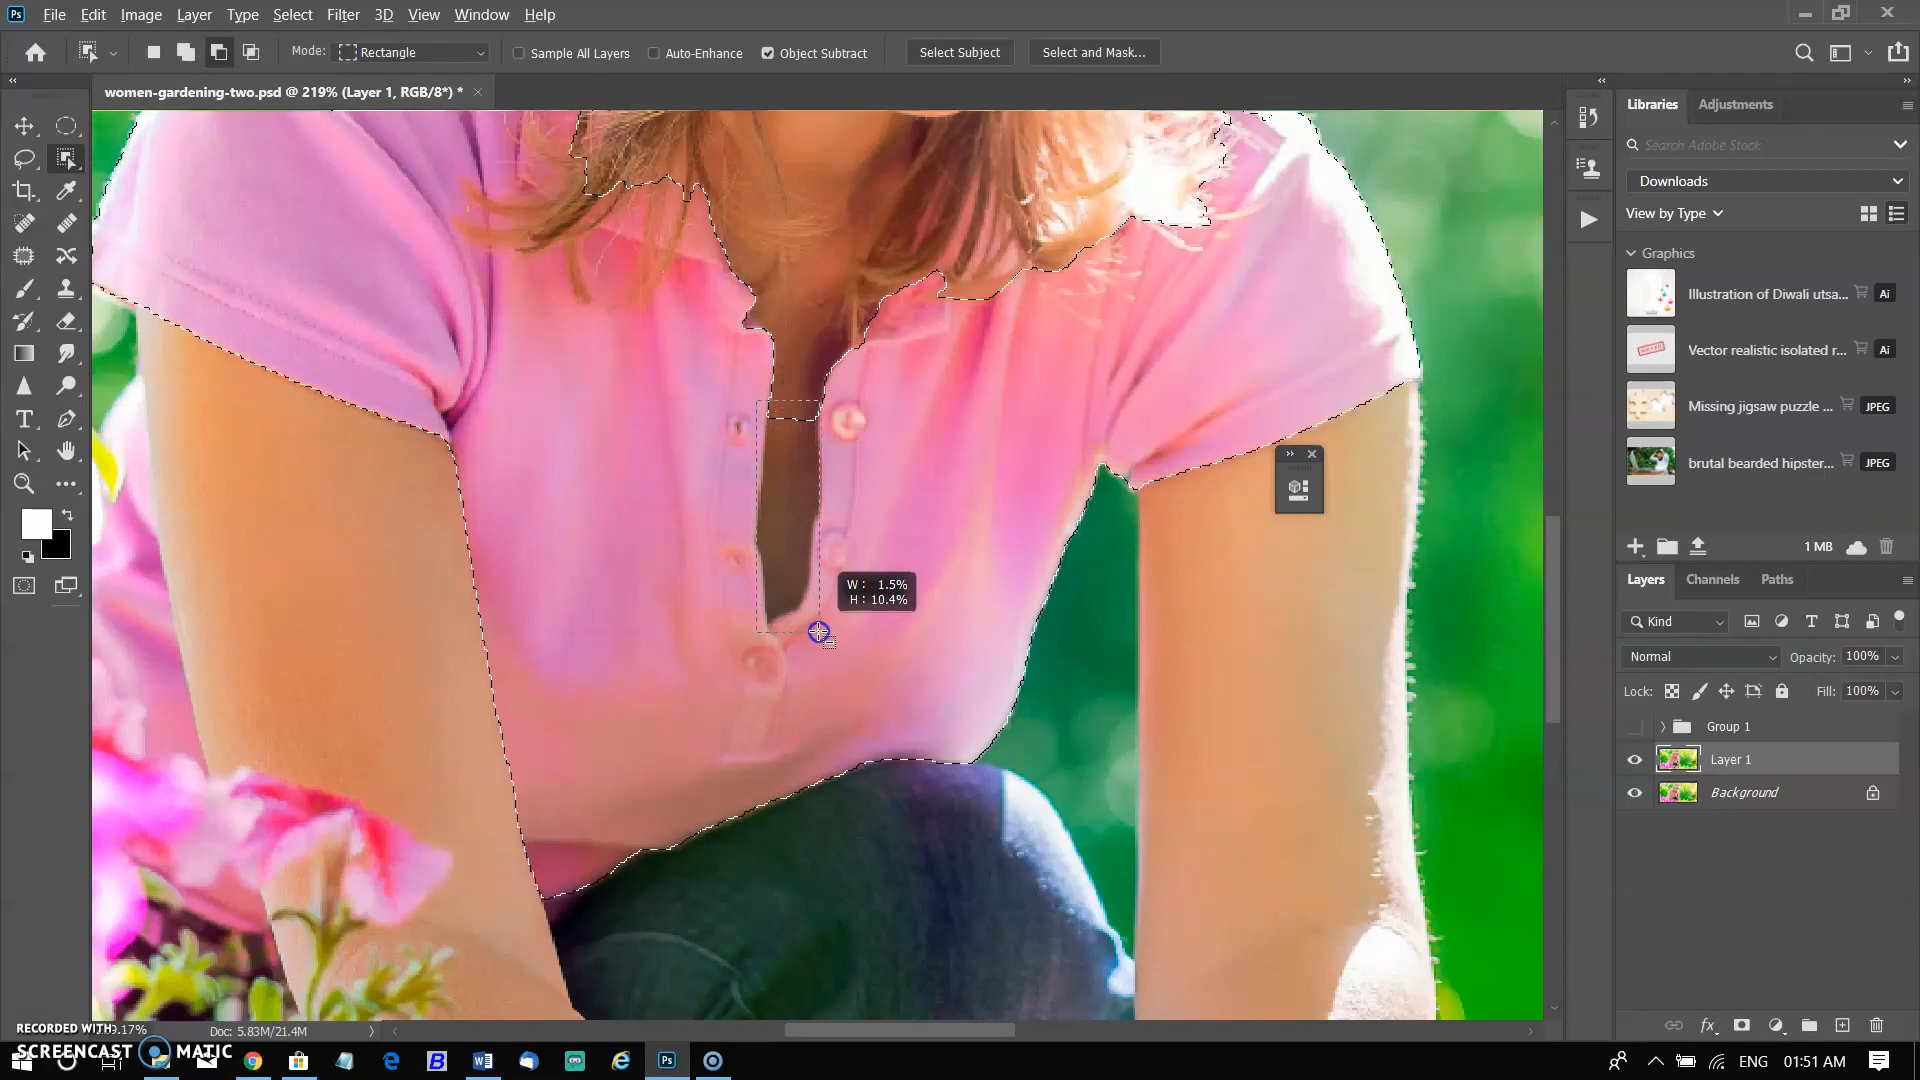 Ps File Edit Image Layer Type Select Filter 3D View Window Help
Mode: Rectangle Sample All Layers Auto-Enhance Object Subtract Select Subject Select and Mask...
women-gardening-two.psd @ 219% (Layer 1, RGB/8*) * ×
Libraries Adjustments
Search Adobe Stock
Downloads
View by Type
Graphics
Illustration of Diwali utsa... Ai
Vector realistic isolated r... Ai
Missing jigsaw puzzle ... JPEG
brutal bearded hipster... JPEG
1 MB
Layers Channels Paths
Kind
Normal Opacity: 100%
Lock: Fill: 100%
Group 1
Layer 1
Background
W: 1.5%
H: 10.4%
Doc: 5.83M/21.4M
RECORDED WITH
SCREENCAST MATIC
ENG 01:51 AM